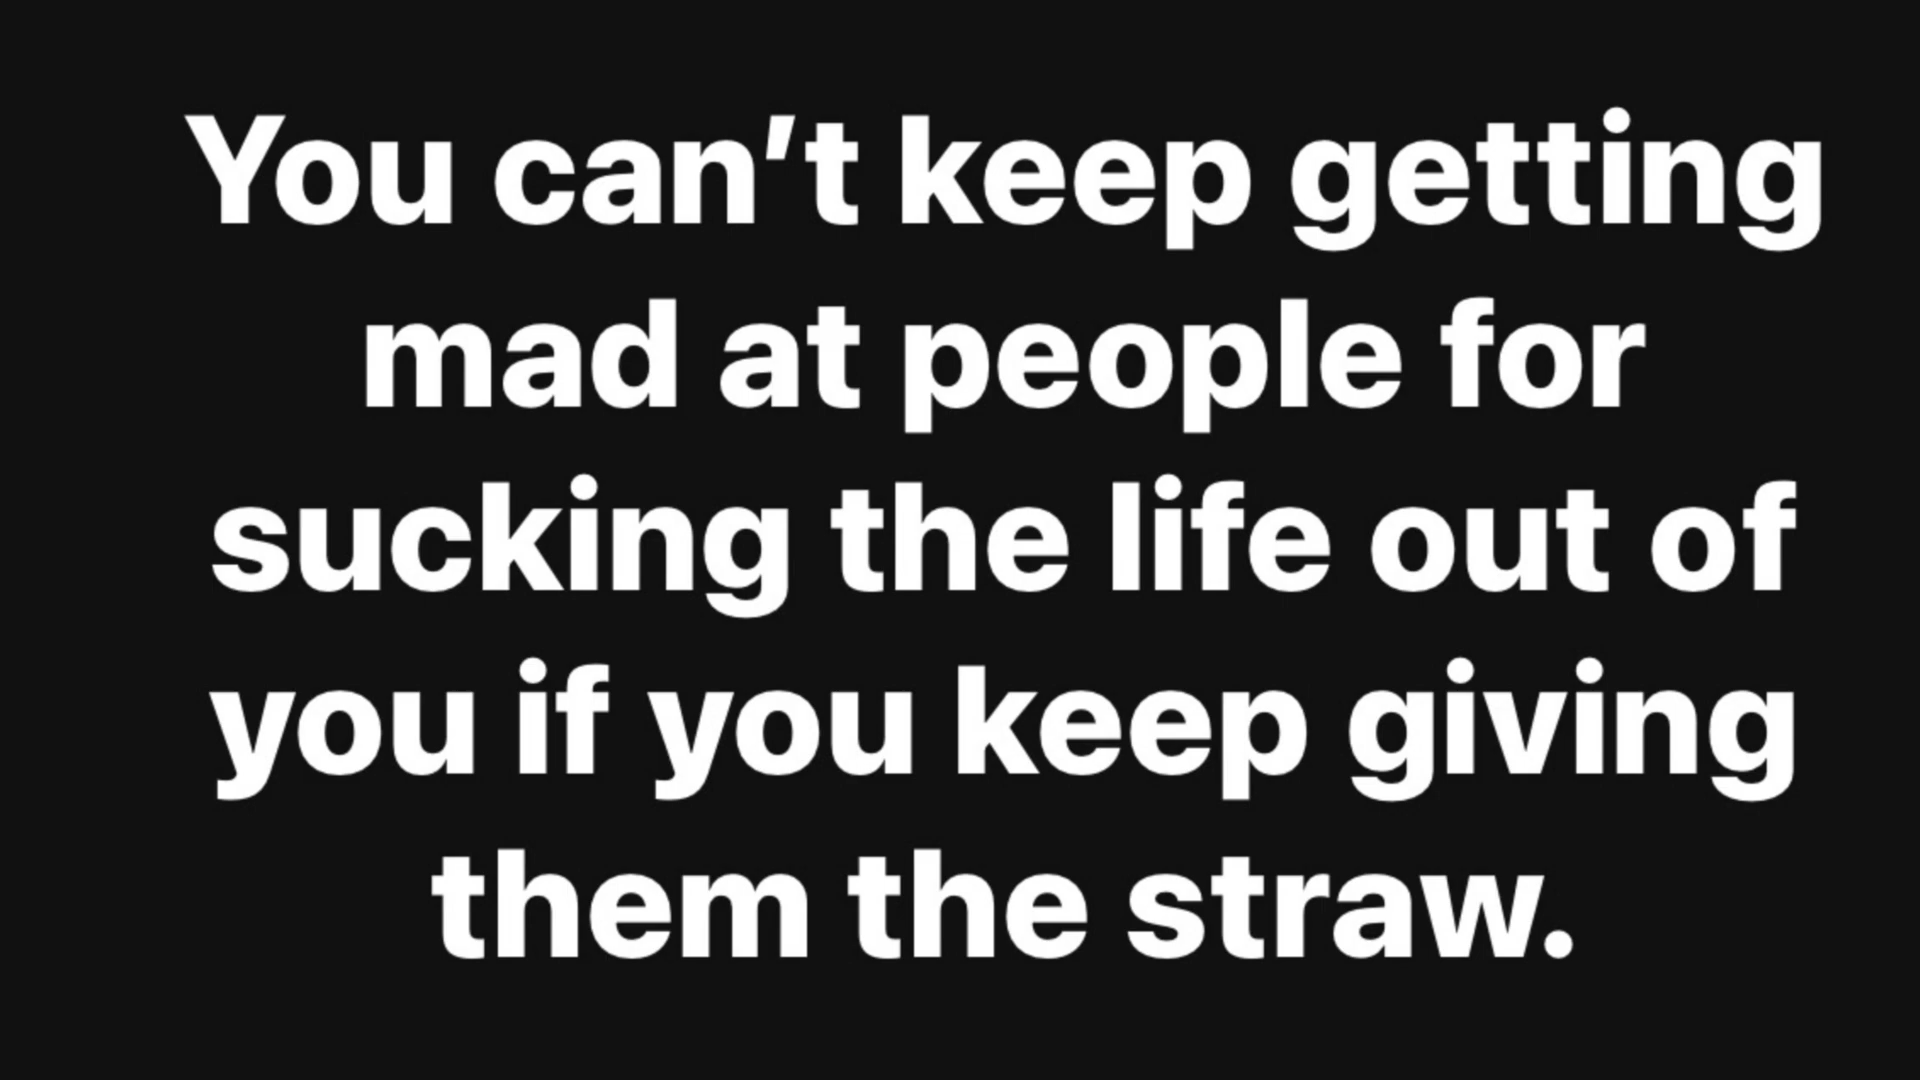 You can’t keep getting
mad at people for
sucking the life out of
you if you keep giving
them the straw.